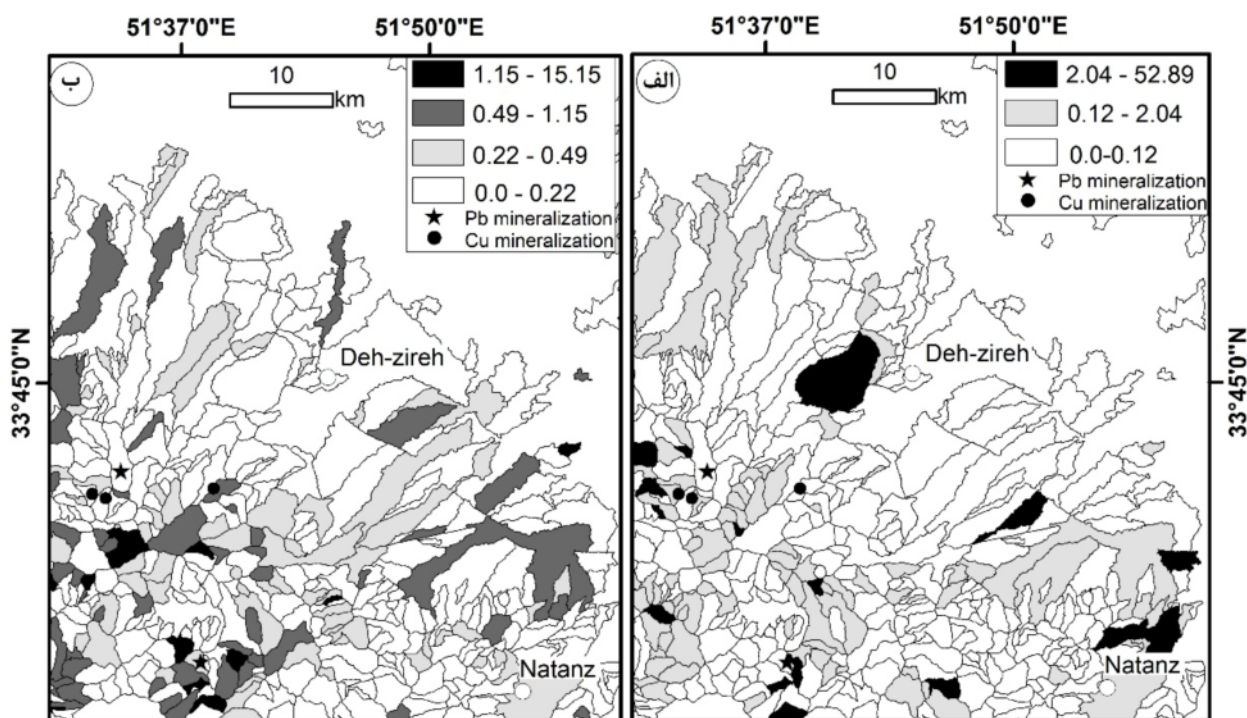 51°37'0"E
51°50'0"E
51°37'0"E
51°50'0"E
ب
10
km
1.15 - 15.15
0.49 - 1.15
0.22 - 0.49
0.0 - 0.22
Pb mineralization
Cu mineralization
33°45'0"N
Deh-zireh
Natanz
الف
10
km
2.04 - 52.89
0.12 - 2.04
0.0-0.12
Pb mineralization
Cu mineralization
33°45'0"N
Deh-zireh
Natanz